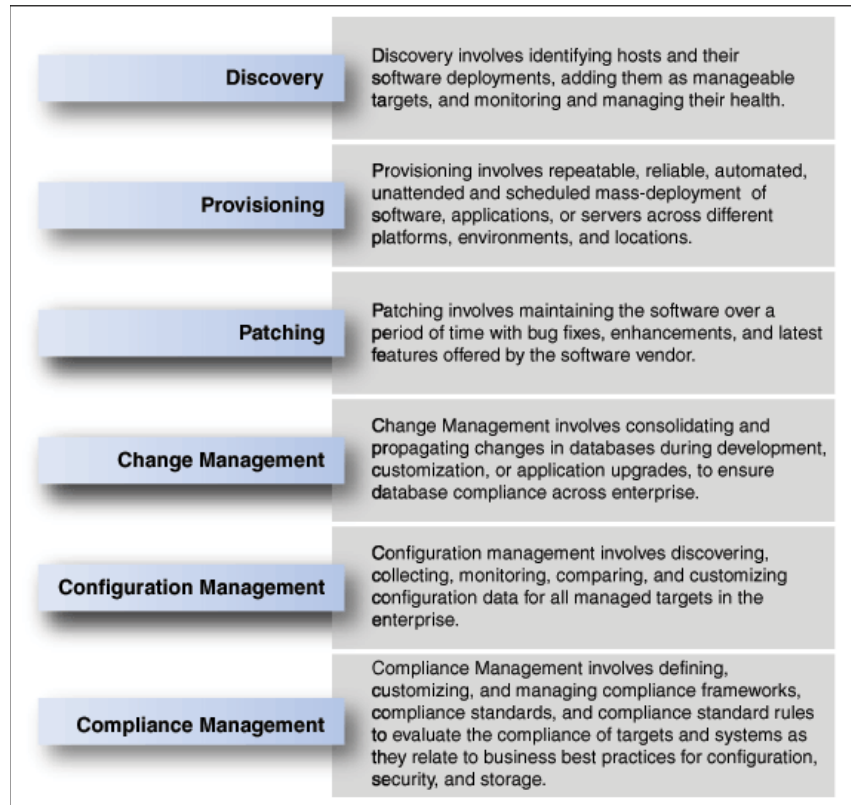 Discovery
Discovery involves identifying hosts and their
software deployments, adding them as manageable
targets, and monitoring and managing their health.
Provisioning
Provisioning involves repeatable, reliable, automated,
unattended and scheduled mass-deployment of
software, applications, or servers across different
platforms, environments, and locations.
Patching
Patching involves maintaining the software over a
period of time with bug fixes, enhancements, and latest
features offered by the software vendor.
Change Management
Change Management involves consolidating and
propagating changes in databases during development,
customization, or application upgrades, to ensure
database compliance across enterprise.
Configuration Management
Configuration management involves discovering,
collecting, monitoring, comparing, and customizing
configuration data for all managed targets in the
enterprise.
Compliance Management
Compliance Management involves defining,
customizing, and managing compliance frameworks,
compliance standards, and compliance standard rules
to evaluate the compliance of targets and systems as
they relate to business best practices for configuration,
security, and storage.